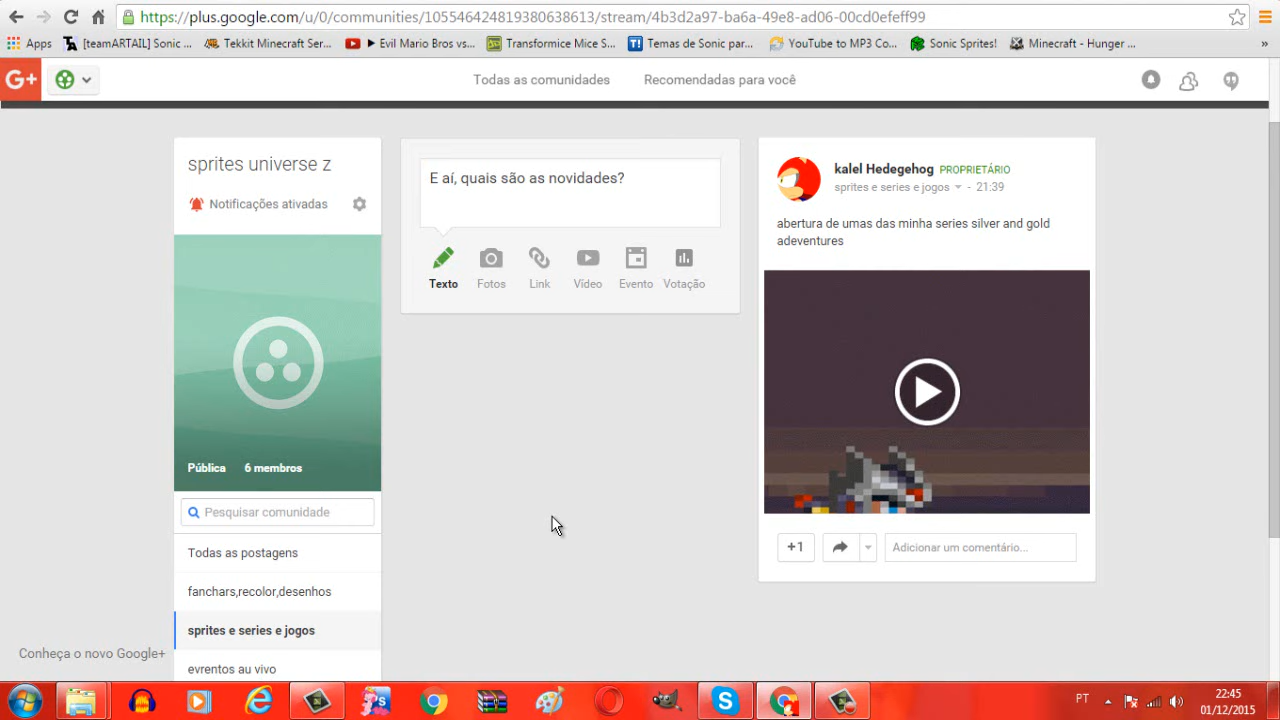 https://plus.google.com/u/0/communities/105546424819380635613/stream/4b3d2a97-ba6a-49e8-ad06-00cd0efeff99
Apps
[teamARTAIL] Sonic ...
Tekkit Minecraft Ser...
► Evil Mario Bros vs...
Transformice Mice S...
Temas de Sonic par...
YouTube to MP3 Co...
Sonic Sprites!
Minecraft - Hunger ...
»
G+
Todas as comunidades
Recomendadas para você
sprites universe z
Notificações ativadas
Pública 6 membros
Pesquisar comunidade
Todas as postagens
fanchars,recolor,desenhos
sprites e series e jogos
evrentos au vivo
Conheça o novo Google+
E aí, quais são as novidades?
Texto
Fotos
Link
Vídeo
Evento
Votação
kalel Hedegehog PROPRIETÁRIO
sprites e series e jogos - 21:39
abertura de umas das minha series silver and gold
adeventures
+1
Adicionar um comentário...
PT
22:45
01/12/2015